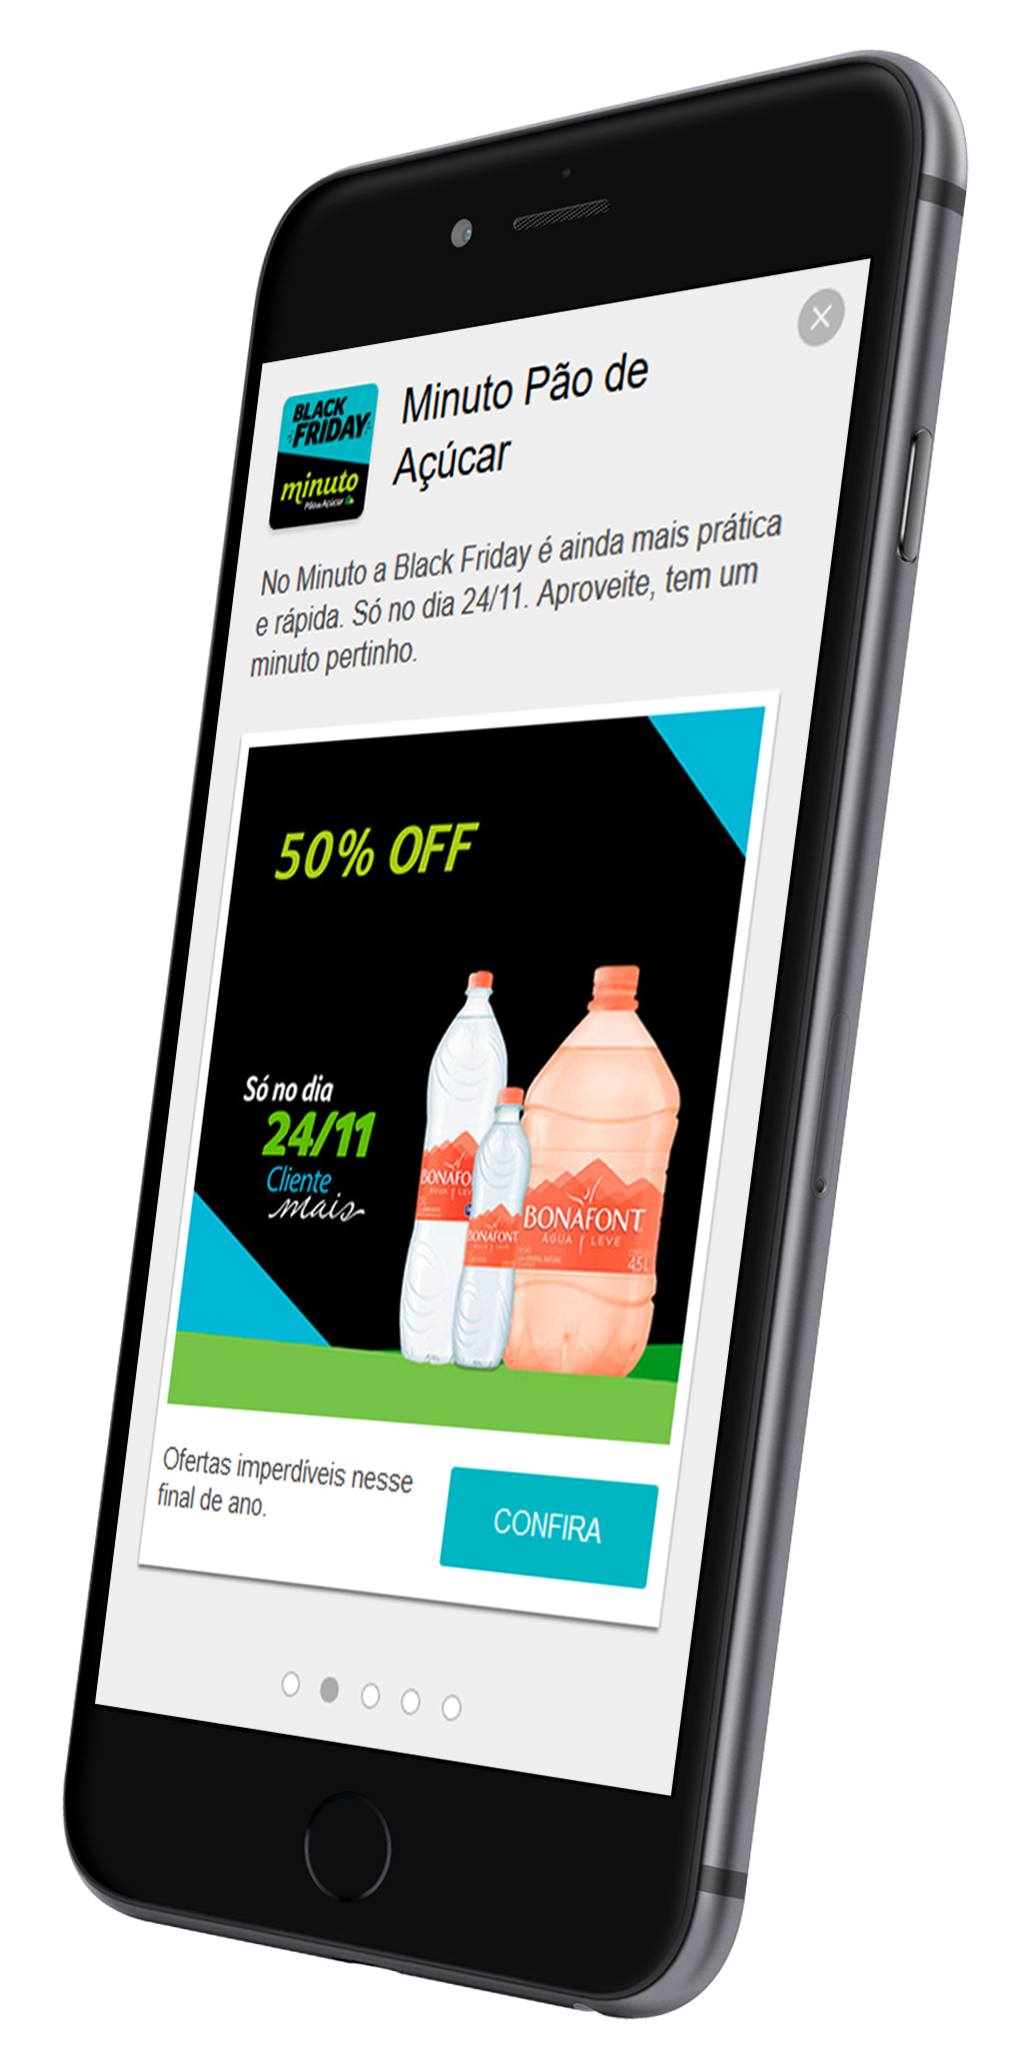 BLACK
FRIDAY
minuto
Pão de Açúcar
Minuto Pão de
Açúcar
No Minuto a Black Friday é ainda mais prática
e rápida. Só no dia 24/11. Aproveite, tem um
minuto pertinho.
50% OFF
Só no dia
24/11
Cliente
mais
BONAFONT
ÁGUA LEVE
BONAFONT
ÁGUA LEVE
4,5L
Ofertas imperdíveis nesse
final de ano.
CONFIRA